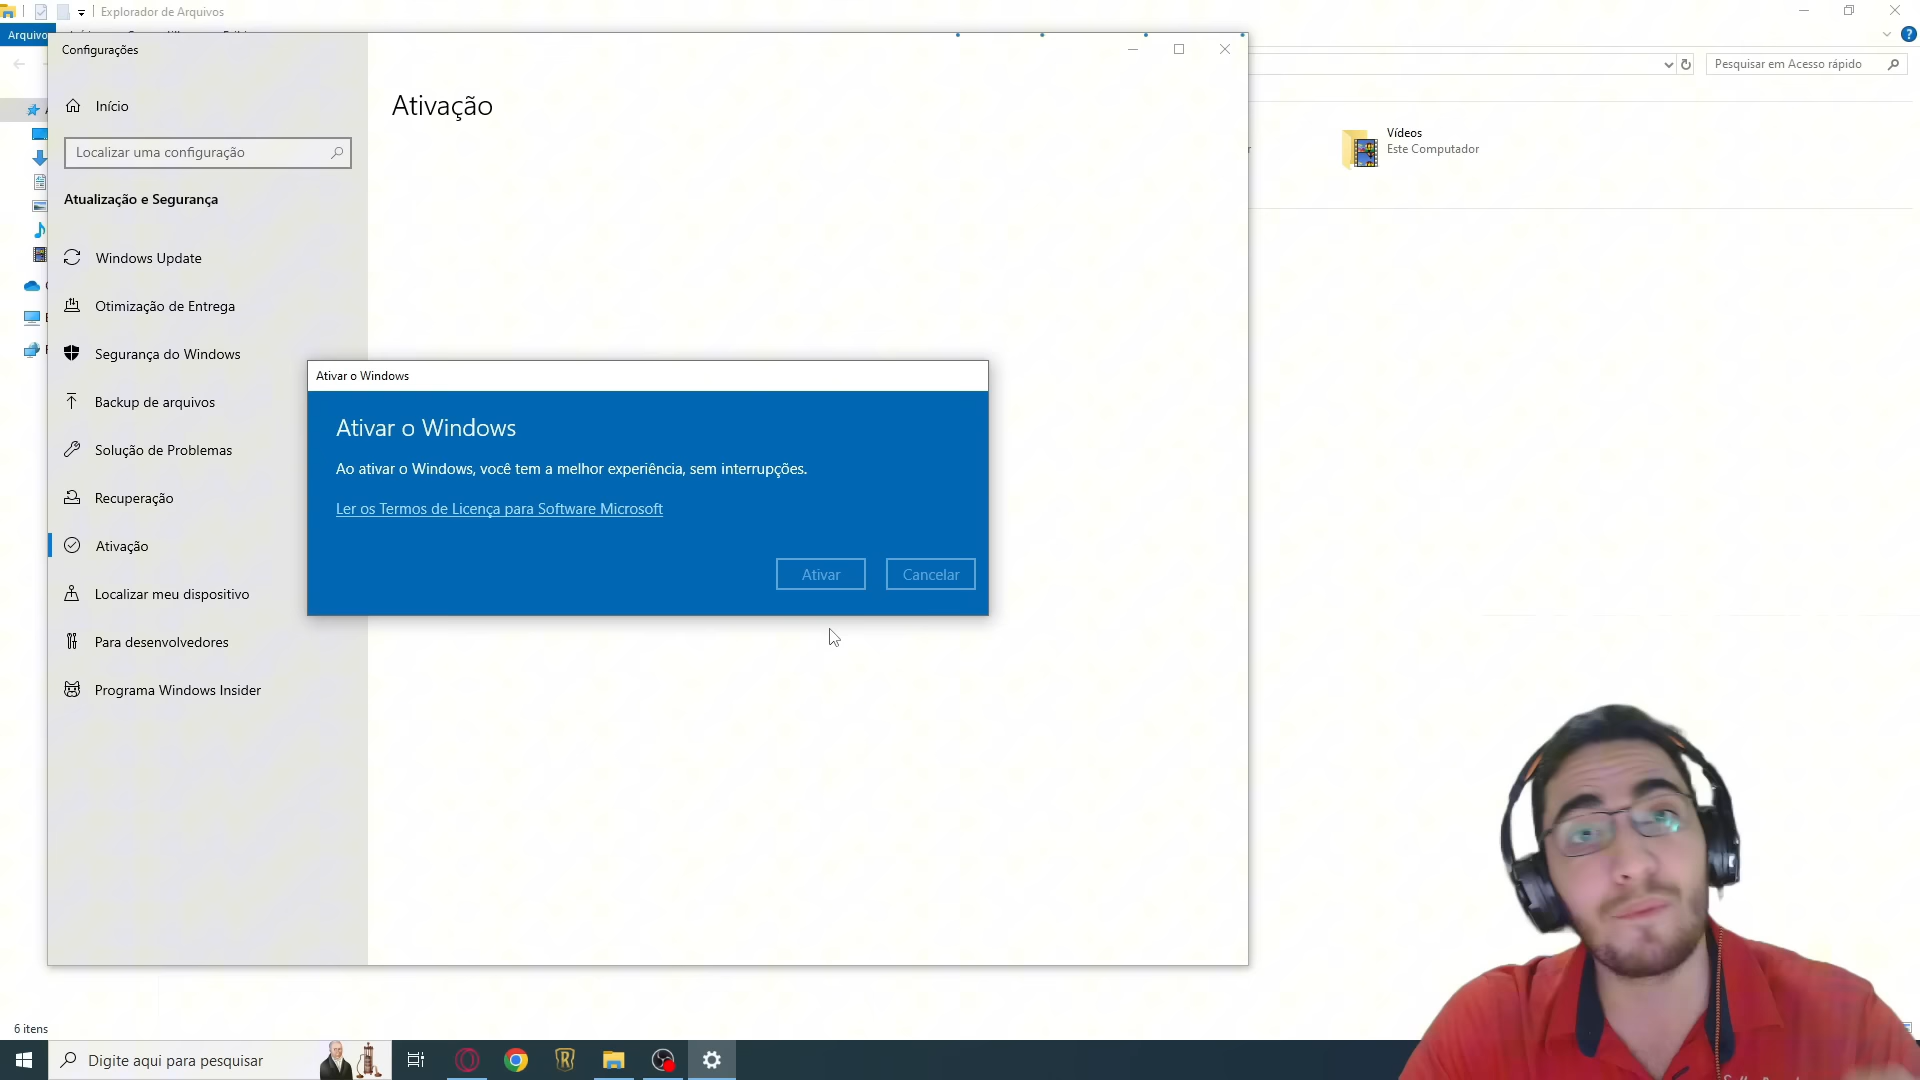 Explorador de Arquivos
Arquivo
Configurações
Pesquisar em Acesso rápido
Início
Ativação
Localizar uma configuração
Vídeos
Este Computador
Atualização e Segurança
Windows Update
Otimização de Entrega
Segurança do Windows
Backup de arquivos
Solução de Problemas
Recuperação
Ativação
Localizar meu dispositivo
Para desenvolvedores
Programa Windows Insider
Ativar o Windows
Ativar o Windows
Ao ativar o Windows, você tem a melhor experiência, sem interrupções.
Ler os Termos de Licença para Software Microsoft
Ativar
Cancelar
6 itens
Digite aqui para pesquisar